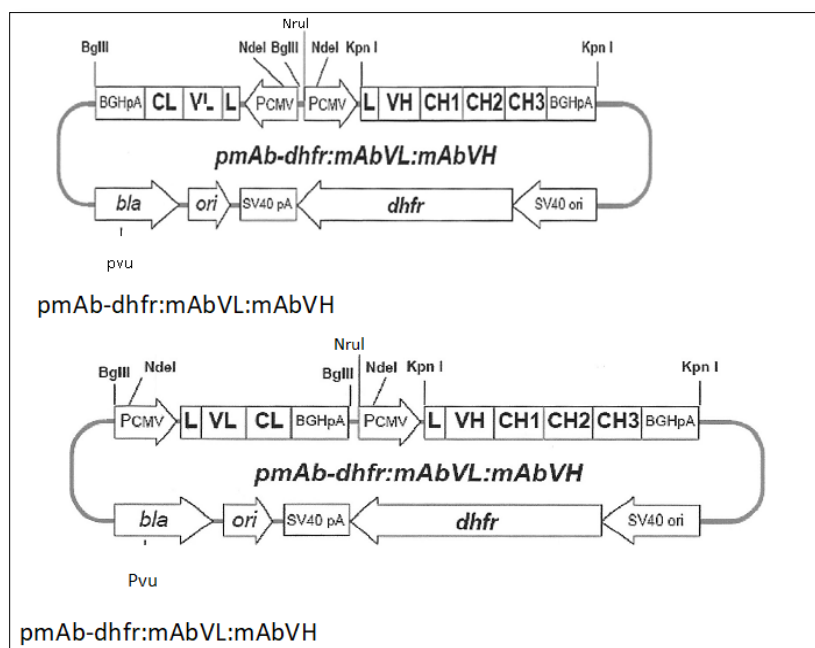 NruI
BglII NdeI BglII NdeI Kpn I Kpn I
BGHpA CL VL L PCMV PCMV L VH CH1 CH2 CH3 BGHpA
pmAb-dhfr:mAbVL:mAbVH
bla ori SV40 pA dhfr SV40 ori
pvu
pmAb-dhfr:mAbVL:mAbVH
NruI
BglII NdeI BglII NdeI Kpn I Kpn I
PCMV L VL CL BGHpA PCMV L VH CH1 CH2 CH3 BGHpA
pmAb-dhfr:mAbVL:mAbVH
bla ori SV40 pA dhfr SV40 ori
Pvu
pmAb-dhfr:mAbVL:mAbVH